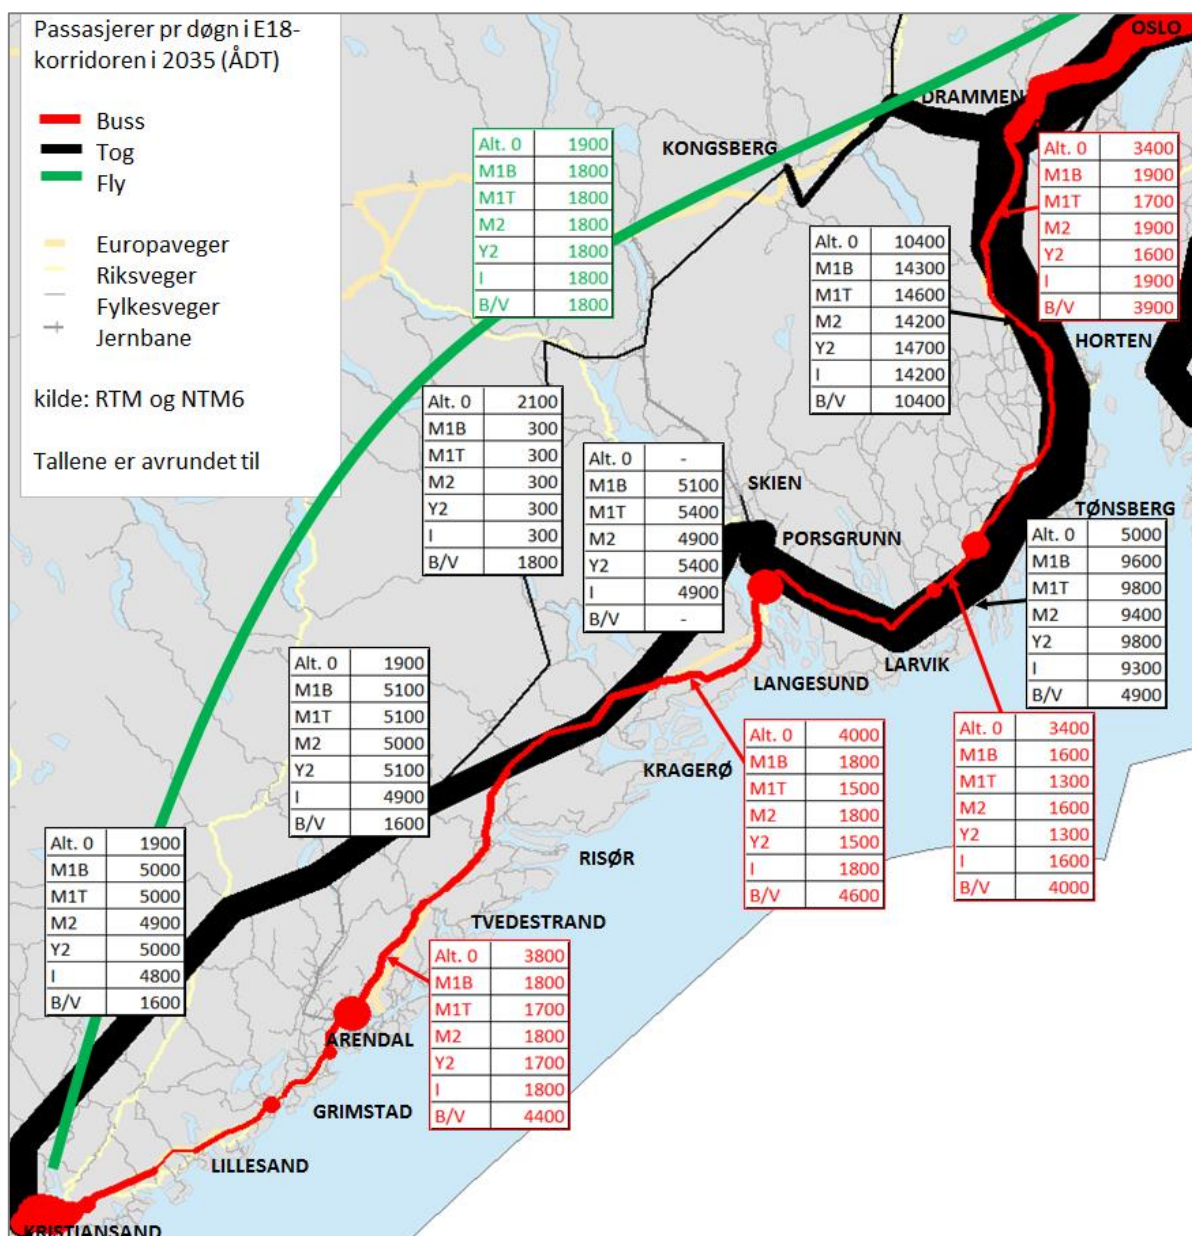 Passasjerer pr døgn i E18-
korridoren i 2035 (ÅDT)
Buss
Tog
Fly
Europaveger
Riksveger
Fylkesveger
Jernbane
kilde: RTM og NTM6
Tallene er avrundet til
OSLO
DRAMMEN
KONGSBERG
Alt. 0 1900
M1B 1800
M1T 1800
M2 1800
Y2 1800
I 1800
B/V 1800
Alt. 0 3400
M1B 1900
M1T 1700
M2 1900
Y2 1600
I 1900
B/V 3900
Alt. 0 10400
M1B 14300
M1T 14600
M2 14200
Y2 14700
I 14200
B/V 10400
HORTEN
Alt. 0 2100
M1B 300
M1T 300
M2 300
Y2 300
I 300
B/V 1800
Alt. 0 -
M1B 5100
M1T 5400
M2 4900
Y2 5400
I 4900
B/V -
SKIEN
PORSGRUNN
TØNSBERG
Alt. 0 5000
M1B 9600
M1T 9800
M2 9400
Y2 9800
I 9300
B/V 4900
LARVIK
LANGESUND
Alt. 0 1900
M1B 5100
M1T 5100
M2 5000
Y2 5100
I 4900
B/V 1600
KRAGERØ
Alt. 0 4000
M1B 1800
M1T 1500
M2 1800
Y2 1500
I 1800
B/V 4600
Alt. 0 3400
M1B 1600
M1T 1300
M2 1600
Y2 1300
I 1600
B/V 4000
Alt. 0 1900
M1B 5000
M1T 5000
M2 4900
Y2 5000
I 4800
B/V 1600
RISØR
TVEDESTRAND
Alt. 0 3800
M1B 1800
M1T 1700
M2 1800
Y2 1700
I 1800
B/V 4400
ARENDAL
GRIMSTAD
LILLESAND
KRISTIANSAND